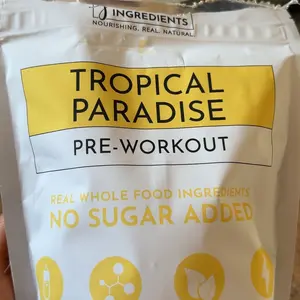 INGREDIENTS
NOURISHING. REAL. NATURAL.
TROPICAL
PARADISE
PRE-WORKOUT
REAL WHOLE FOOD INGREDIENTS
NO SUGAR ADDED